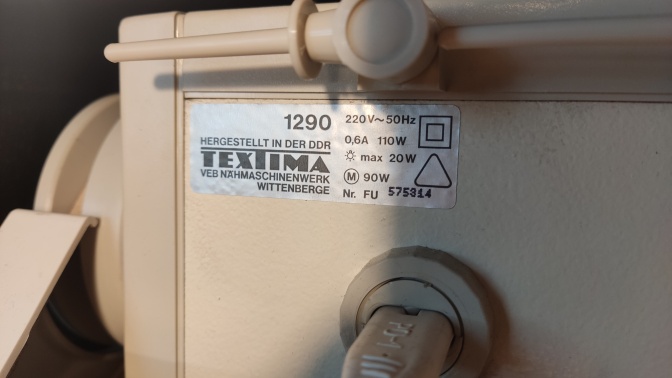 1290
HERGESTELLT IN DER DDR
TEXTIMA
VEB NÄHMASCHINENWERK
WITTENBERGE
220V~50Hz
0,6A 110W
max 20W
M 90W
Nr. FU 575314